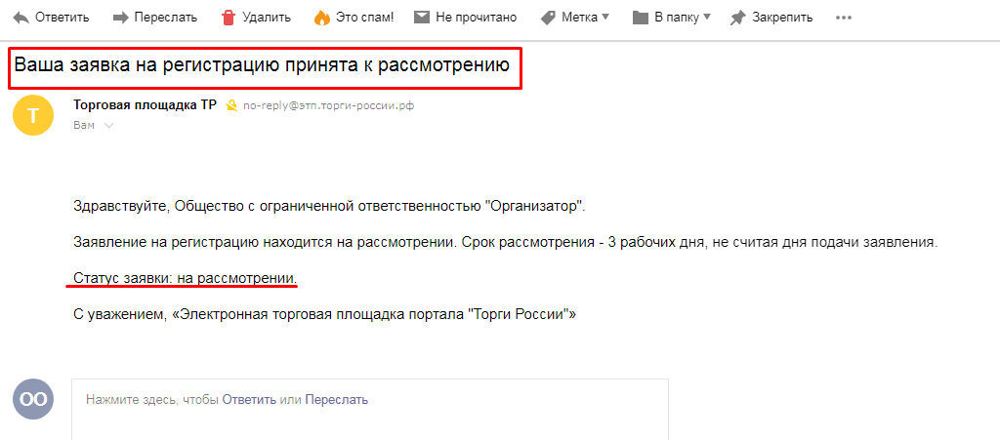 Ответить Переслать Удалить Это спам! Не прочитано Метка В папку Закрепить
Ваша заявка на регистрацию принята к рассмотрению
Т
Торговая площадка ТР no-reply@этп.торги-россии.рф
Вам
Здравствуйте, Общество с ограниченной ответственностью "Организатор".
Заявление на регистрацию находится на рассмотрении. Срок рассмотрения - 3 рабочих дня, не считая дня подачи заявления.
Статус заявки: на рассмотрении.
С уважением, «Электронная торговая площадка портала "Торги России"»
ОО
Нажмите здесь, чтобы Ответить или Переслать